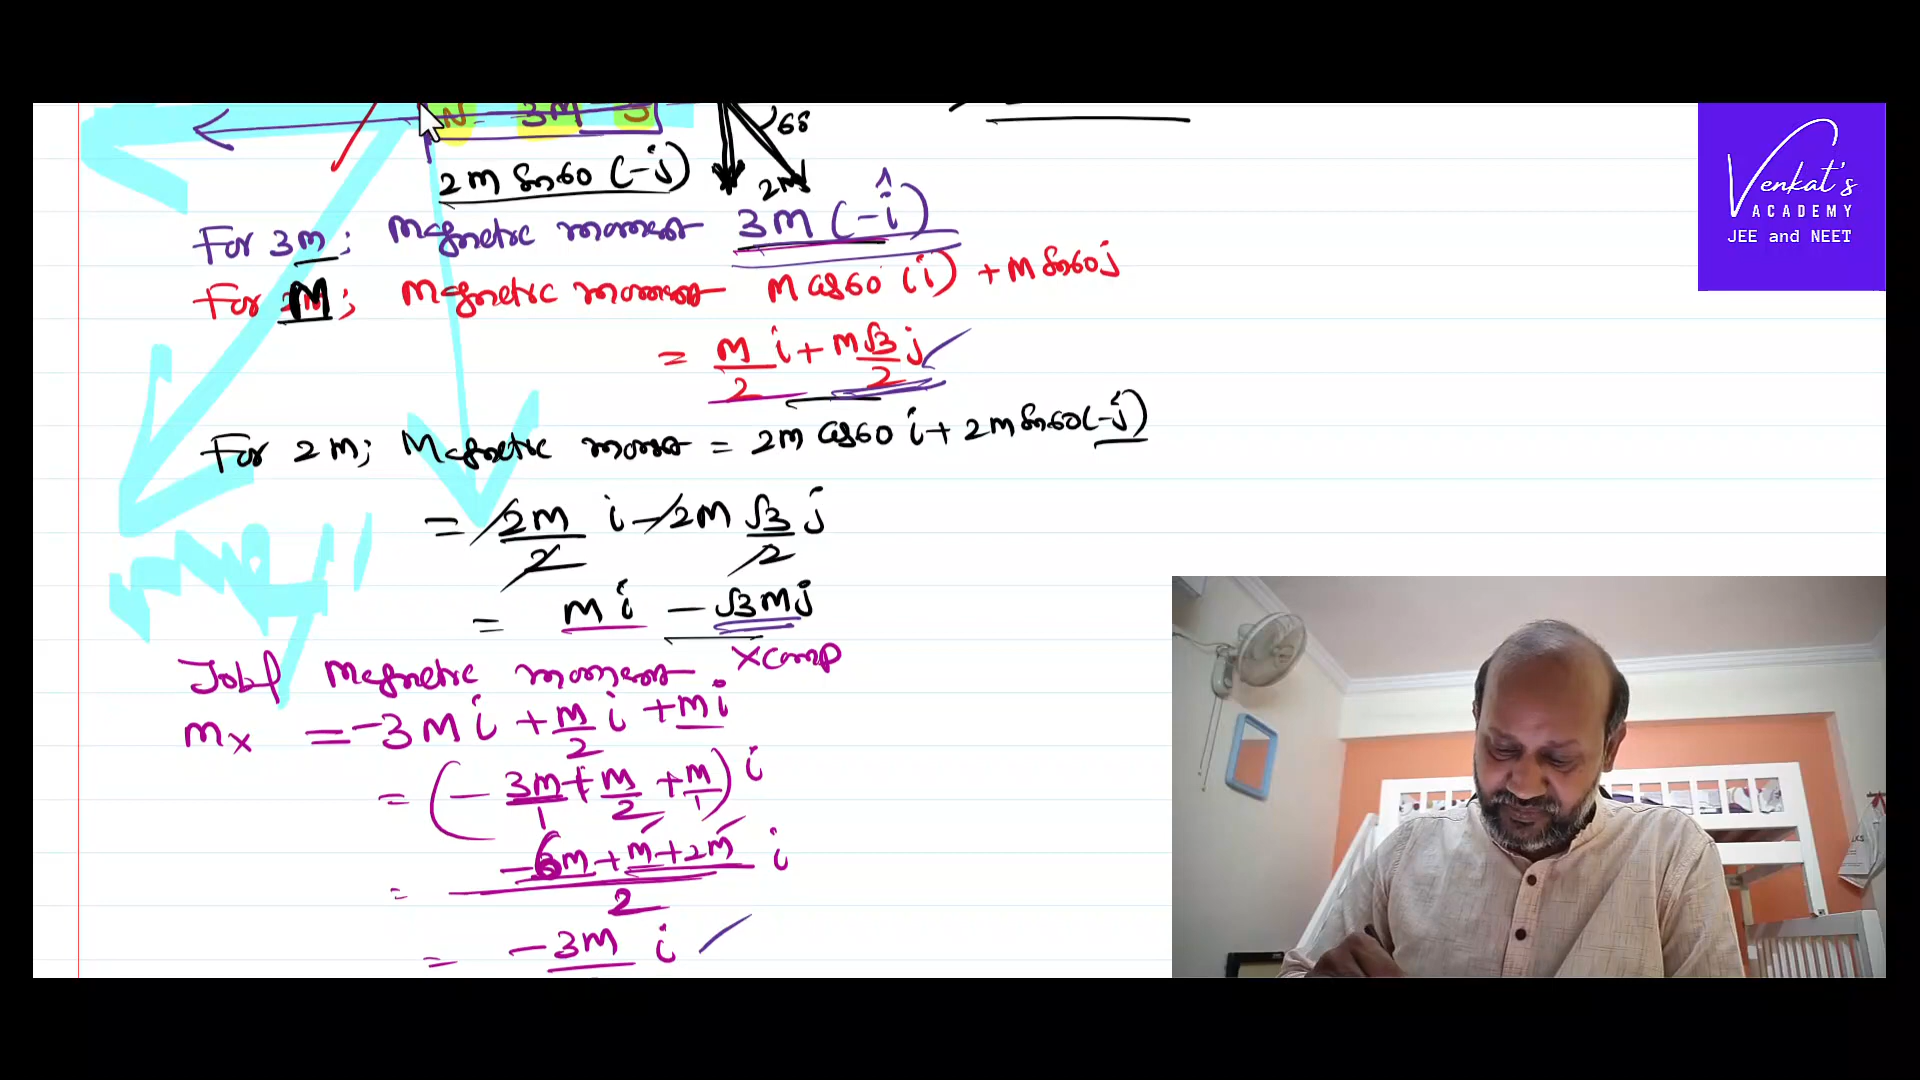 N 3M S
68
2m Sin60 (-j)
2M
For 3m; Magnetic moment 3M (-î)
For M; Magnetic moment M cos60 (i) + M Sin60 j
= M/2 i + M√3/2 j
For 2M; Magnetic moment = 2M cos60 i + 2M Sin60 (-j)
= 2M/2 i - 2M √3/2 j
= M i - √3 M j
x comp
Total Magnetic moment
Mx = -3M i + M/2 i + M i
= (- 3M/1 + M/2 + M/1) i
= -6M + M + 2M/2 i
= -3M i
Venkat's
ACADEMY
JEE and NEET